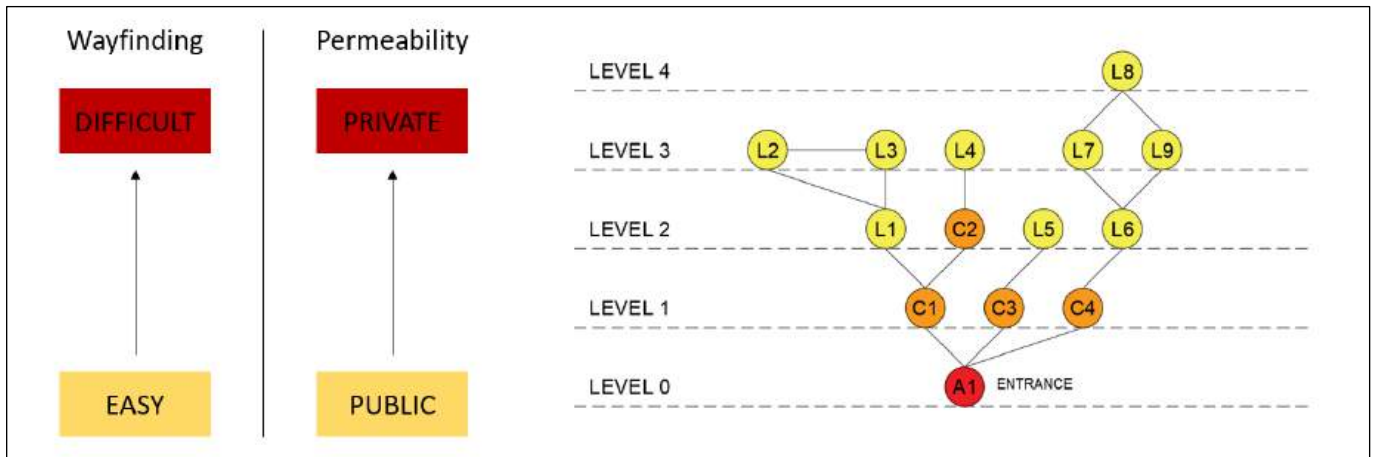 Wayfinding
Permeability
DIFFICULT
PRIVATE
EASY
PUBLIC
LEVEL 4
L8
LEVEL 3
L2
L3
L4
L7
L9
LEVEL 2
L1
C2
L5
L6
LEVEL 1
C1
C3
C4
LEVEL 0
A1
ENTRANCE